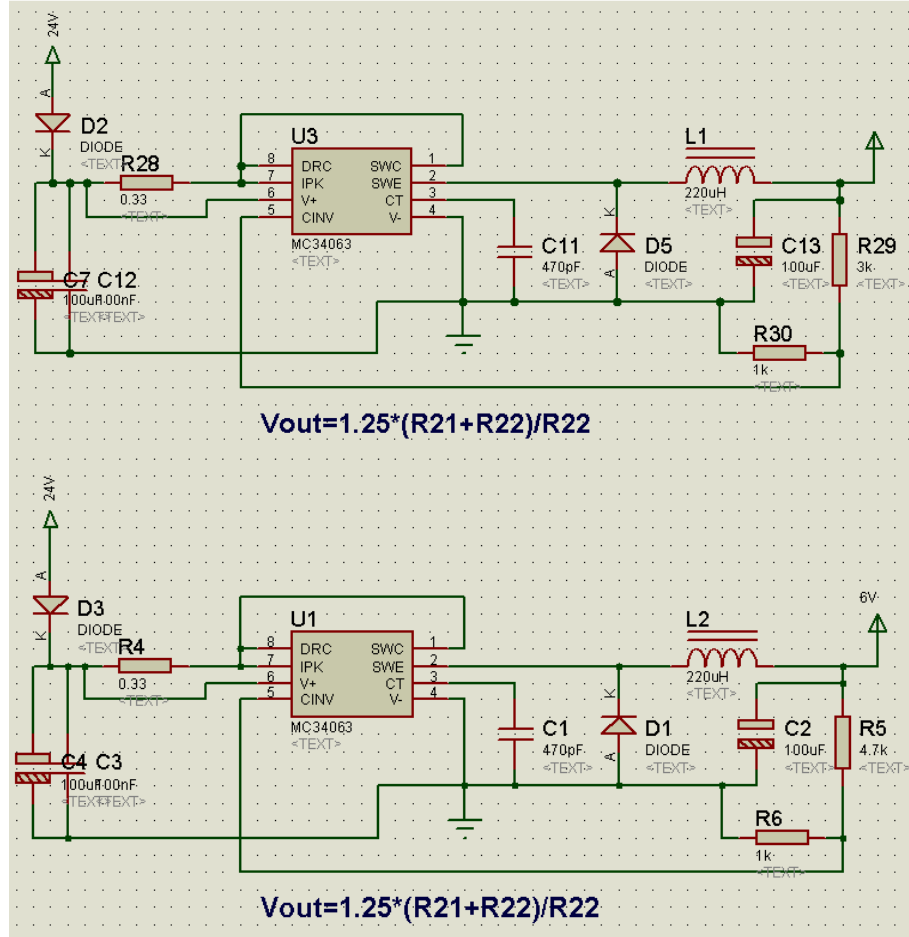 24V
A
D2
DIODE
K
<TEXT>
R28
0.33
<TEXT>
U3
8 DRC SWC 1
7 IPK SWE 2
6 V+ CT 3
5 CINV V- 4
MC34063
<TEXT>
L1
220uH
<TEXT>
C7 C12
100uF 100nF
<TEXT> <TEXT>
C11
470pF
<TEXT>
K
A
D5
DIODE
<TEXT>
C13
100uF
<TEXT>
R29
3k
<TEXT>
R30
1k
<TEXT>
Vout=1.25*(R21+R22)/R22
24V
A
D3
DIODE
K
<TEXT>
R4
0.33
<TEXT>
U1
8 DRC SWC 1
7 IPK SWE 2
6 V+ CT 3
5 CINV V- 4
MC34063
<TEXT>
L2
220uH
<TEXT>
6V
C4 C3
100uF 100nF
<TEXT> <TEXT>
C1
470pF
<TEXT>
K
A
D1
DIODE
<TEXT>
C2
100uF
<TEXT>
R5
4.7k
<TEXT>
R6
1k
<TEXT>
Vout=1.25*(R21+R22)/R22